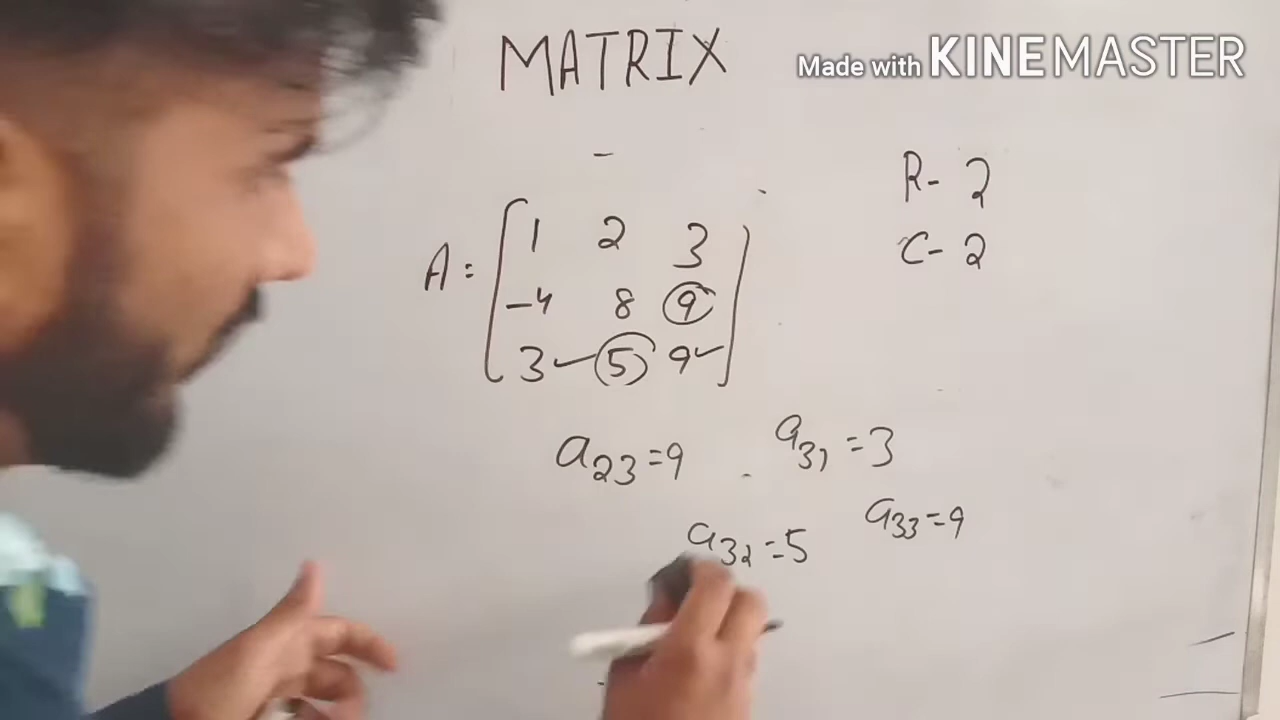 MATRIX
Made with KINEMASTER
R- 2
C- 2
A = [ 1 2 3
-4 8 9
3 5 9 ]
a23 = 9
a31 = 3
a32 = 5
a33 = 9